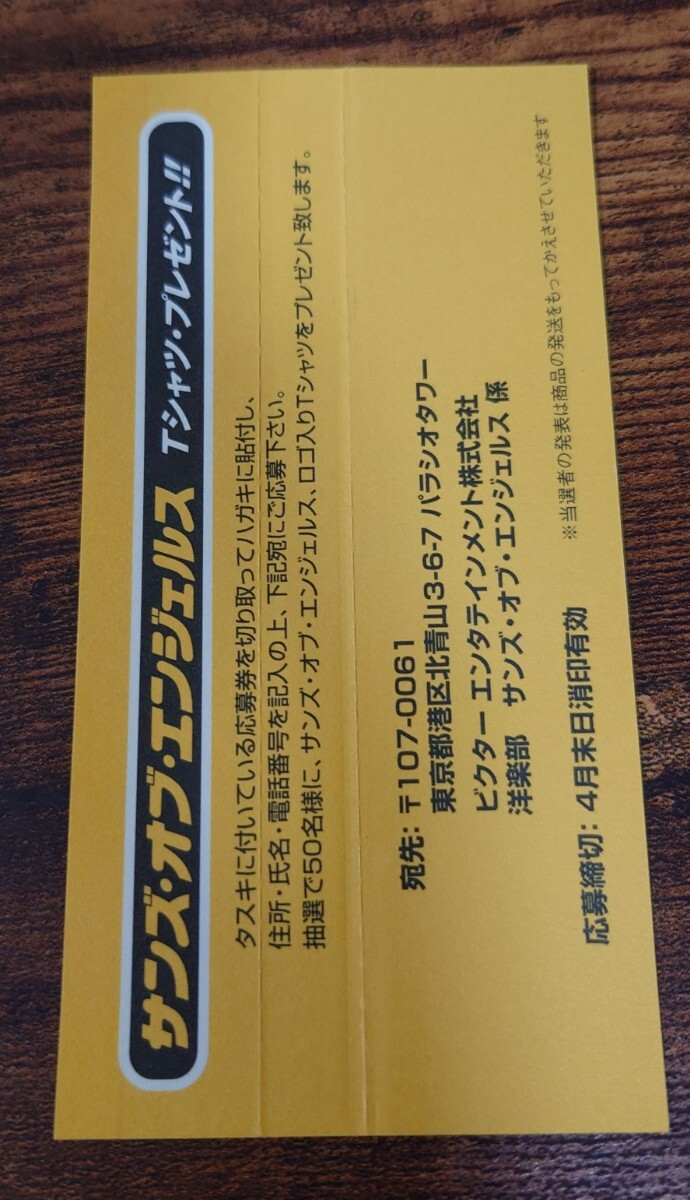 サンズ・オブ・エンジェルス Tシャツ・プレゼント!!
タスキに付いている応募券を切り取ってハガキに貼付し、
住所・氏名・電話番号を記入の上、下記宛にご応募下さい。
抽選で50名様に、サンズ・オブ・エンジェルス、ロゴ入りTシャツをプレゼント致します。
宛先: 〒107-0061
東京都港区北青山3-6-7 パラシオタワー
ビクター エンタテインメント株式会社
洋楽部 サンズ・オブ・エンジェルス 係
※当選者の発表は商品の発送をもってかえさせていただきます
応募締切: 4月末日消印有効